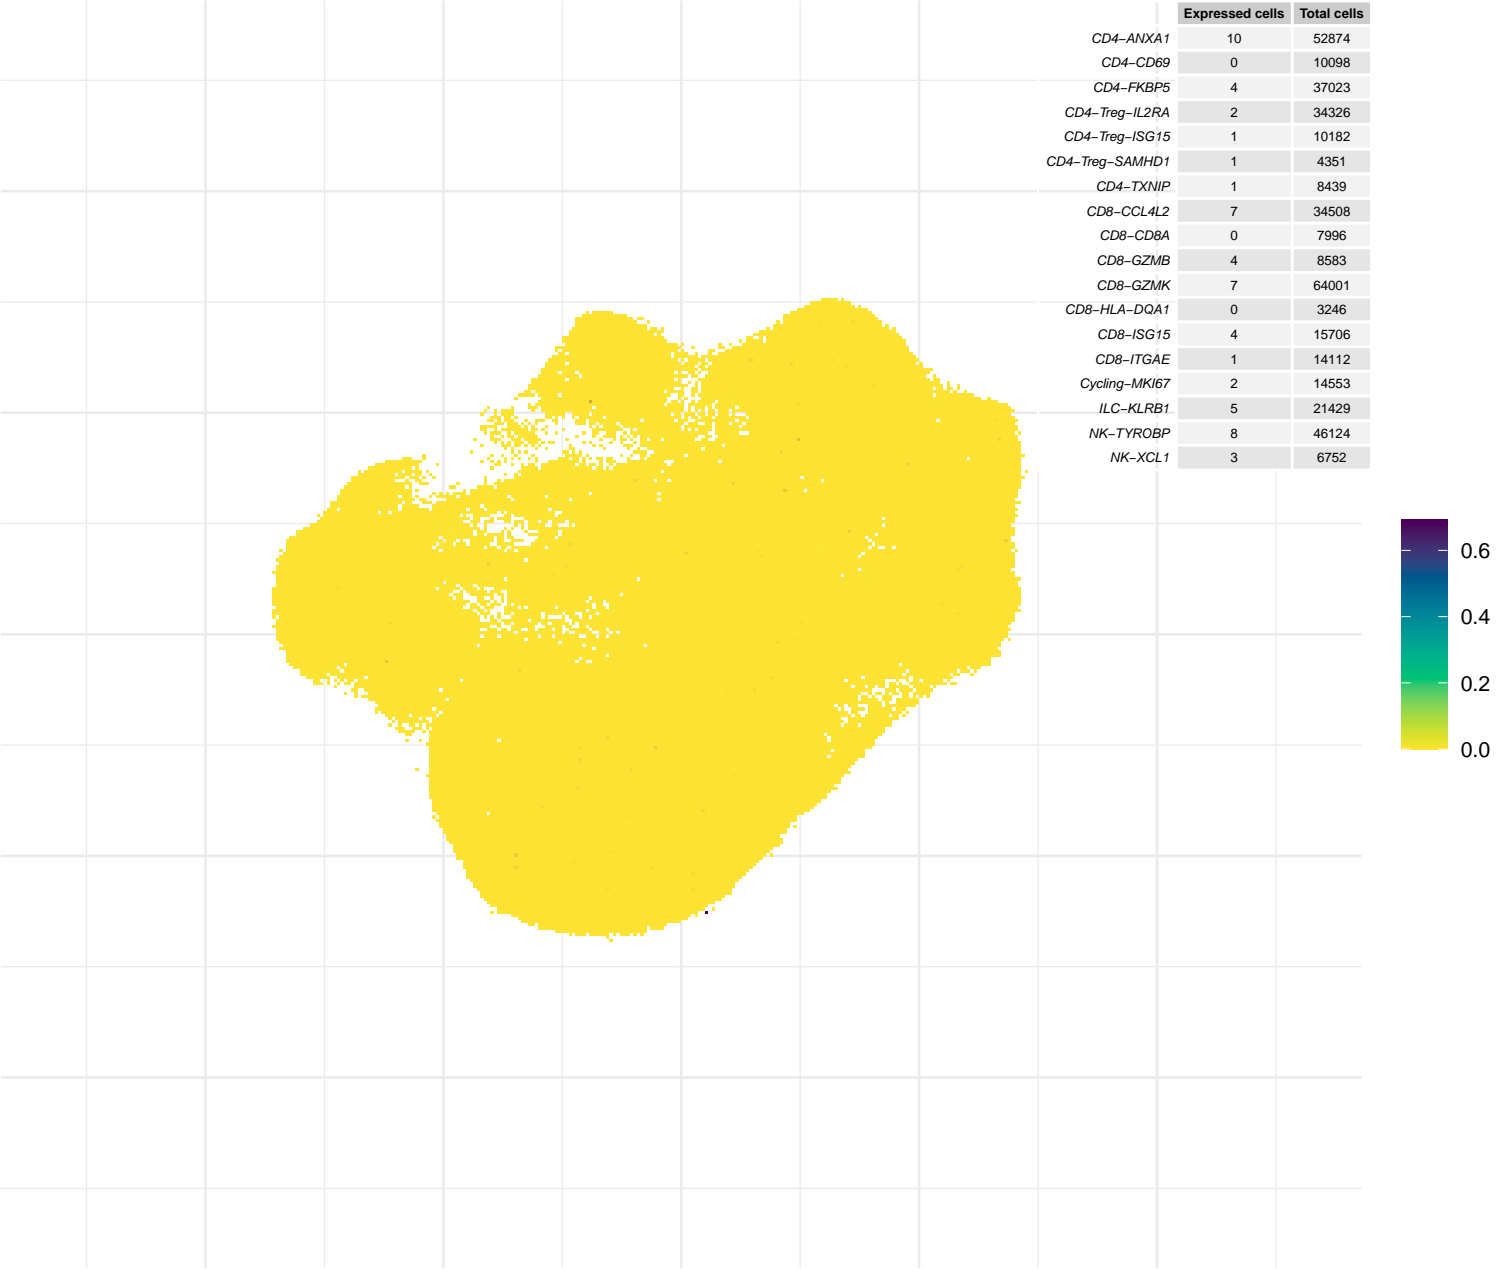 Expressed cells Total cells
CD4−ANXA1 10 52874
CD4−CD69 0 10098
CD4−FKBP5 4 37023
CD4−Treg−IL2RA 2 34326
CD4−Treg−ISG15 1 10182
CD4−Treg−SAMHD1 1 4351
CD4−TXNIP 1 8439
CD8−CCL4L2 7 34508
CD8−CD8A 0 7996
CD8−GZMB 4 8583
CD8−GZMK 7 64001
CD8−HLA−DQA1 0 3246
CD8−ISG15 4 15706
CD8−ITGAE 1 14112
Cycling−MKI67 2 14553
ILC−KLRB1 5 21429
NK−TYROBP 8 46124
NK−XCL1 3 6752
0.6
0.4
0.2
0.0